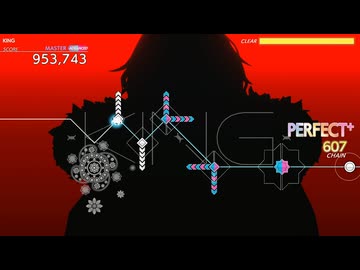 KING
CLEAR
SCORE
MASTER
953,743
KING
PERFECT+
607
CHAIN